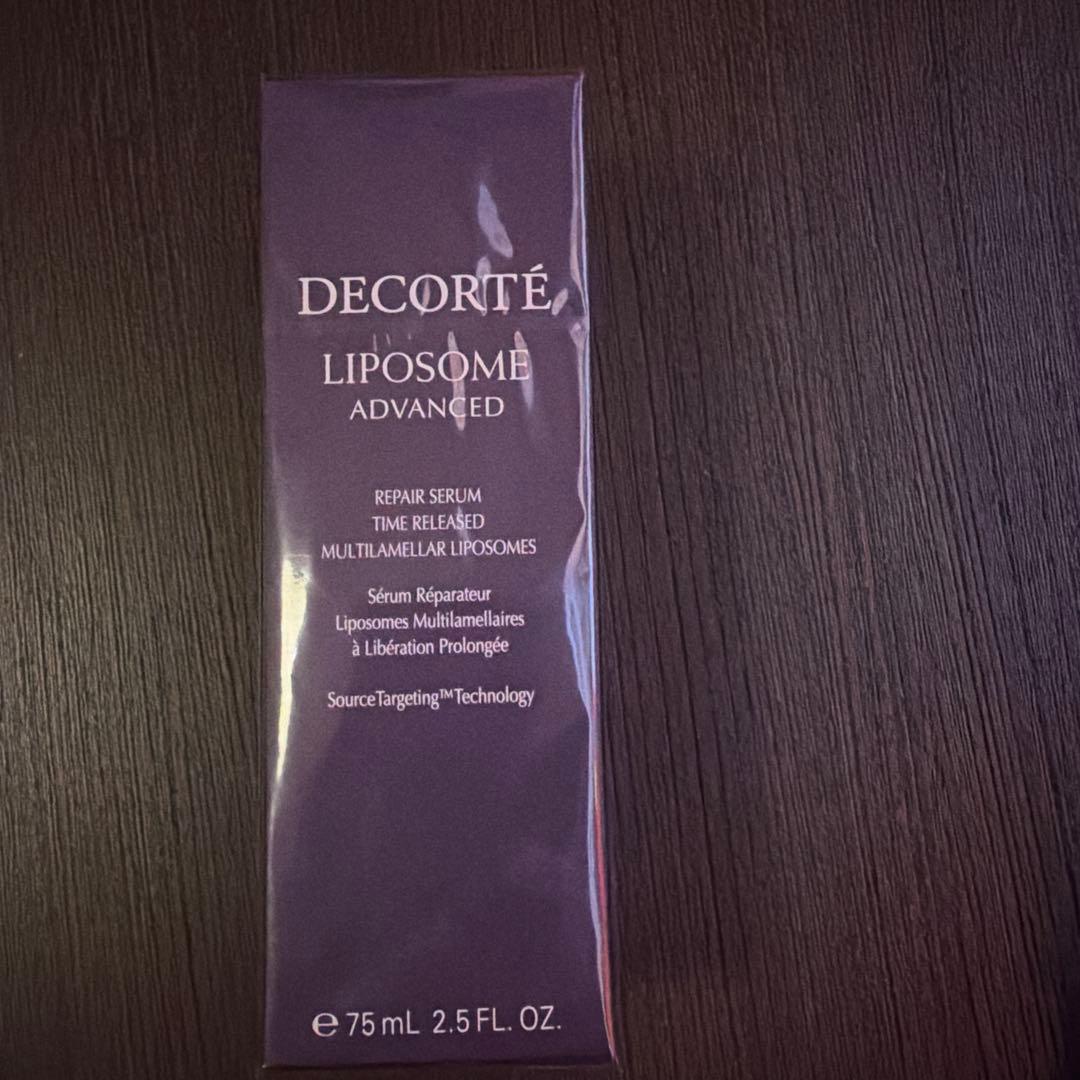 DECORTÉ
LIPOSOME
ADVANCED
REPAIR SERUM
TIME RELEASED
MULTILAMELLAR LIPOSOMES
Sérum Réparateur
Liposomes Multilamellaires
à Libération Prolongée
SourceTargeting™Technology
℮ 75 mL 2.5 FL. OZ.